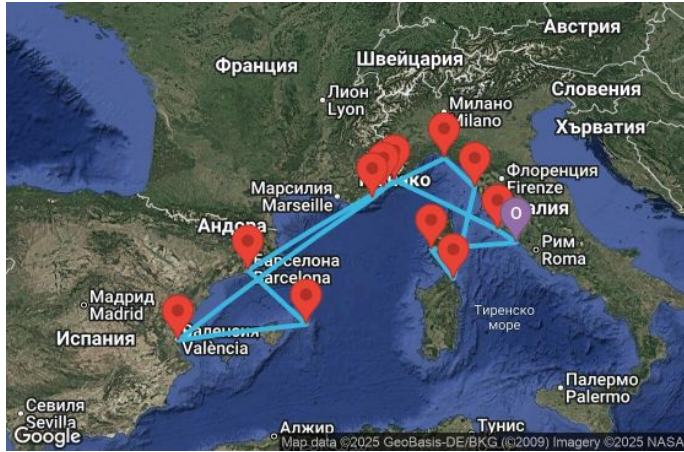 Австрия
Швейцария
Франция
Словения
Лион
Lyon
Милано
Milano
Хърватия
Флоренция
Firenze
Марсилия
Marseille
Андора
Рим
Roma
O
Барселона
Barcelona
Мадрид
Madrid
Тиренско
море
Испания
València
Палермо
Palermo
Севиля
Sevilla
Google
Алжир
Тунис
Map data ©2025 GeoBasis-DE/BKG (©2009) Imagery ©2025 NASA